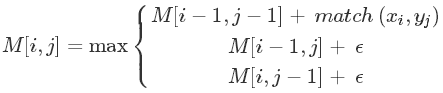 M[i − 1, j − 1] + match (x_i, y_j)
M[i, j] = max { M[i − 1, j] + ϵ
M[i, j − 1] + ϵ